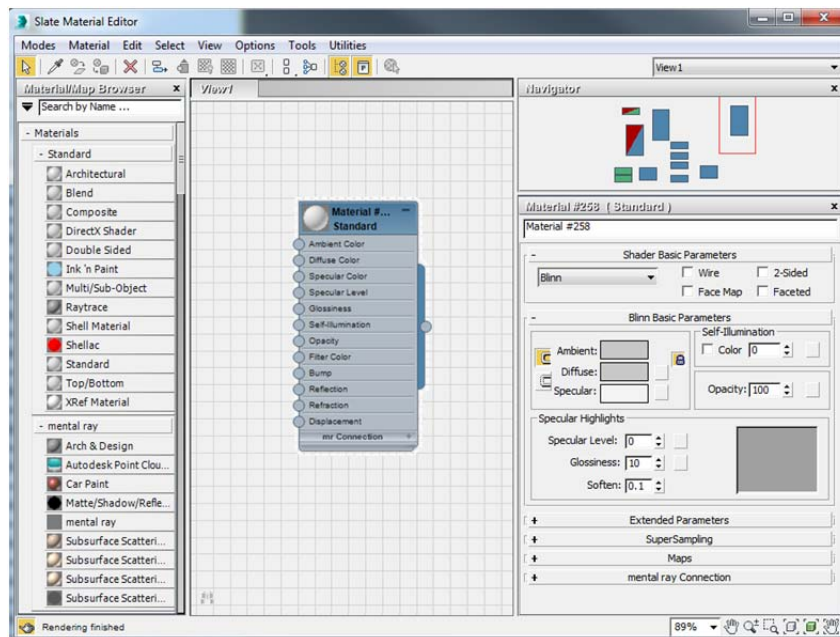 Slate Material Editor
Modes Material Edit Select View Options Tools Utilities
View1
Material/Map Browser x
Search by Name ...
- Materials
- Standard
Architectural
Blend
Composite
DirectX Shader
Double Sided
Ink 'n Paint
Multi/Sub-Object
Raytrace
Shell Material
Shellac
Standard
Top/Bottom
XRef Material
- mental ray
Arch & Design
Autodesk Point Clou...
Car Paint
Matte/Shadow/Refle...
mental ray
Subsurface Scatteri...
Subsurface Scatteri...
Subsurface Scatteri...
Subsurface Scatteri...
View1
Material #...
Standard
Ambient Color
Diffuse Color
Specular Color
Specular Level
Glossiness
Self-Illumination
Opacity
Filter Color
Bump
Reflection
Refraction
Displacement
mr Connection +
Navigator x
Material #258 ( Standard ) x
Material #258
- Shader Basic Parameters
Blinn
Wire 2-Sided
Face Map Faceted
- Blinn Basic Parameters
Ambient:
Diffuse:
Specular:
Self-Illumination
Color 0
Opacity: 100
Specular Highlights
Specular Level: 0
Glossiness: 10
Soften: 0.1
+ Extended Parameters
+ SuperSampling
+ Maps
+ mental ray Connection
Rendering finished
89%